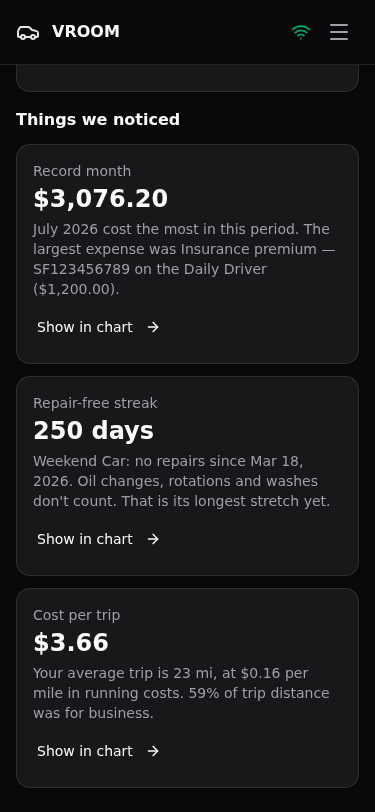 VROOM
Things we noticed
Record month
$3,076.20
July 2026 cost the most in this period. The
largest expense was Insurance premium —
SF123456789 on the Daily Driver
($1,200.00).
Show in chart
Repair-free streak
250 days
Weekend Car: no repairs since Mar 18,
2026. Oil changes, rotations and washes
don't count. That is its longest stretch yet.
Show in chart
Cost per trip
$3.66
Your average trip is 23 mi, at $0.16 per
mile in running costs. 59% of trip distance
was for business.
Show in chart